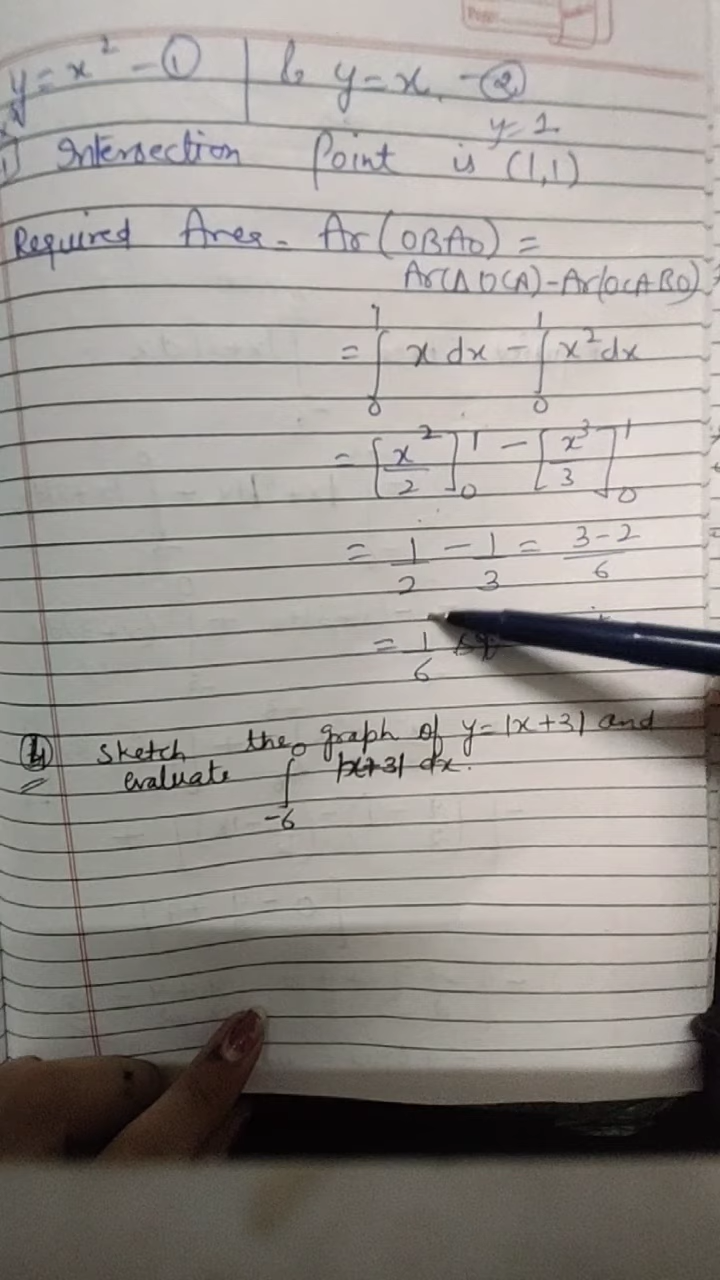 y = x² - ① | & y = x - ②
y = 1
Intersection Point is (1,1)
Required Area = Ar(OBAO) =
Ar(Δ OCA) - Ar(OCABO)
= ∫₀¹ x dx - ∫₀¹ x² dx
= [x²/2]₀¹ - [x³/3]₀¹
= 1/2 - 1/3 = 3-2/6
= 1/6
④ Sketch the graph of y = |x+3| and
evaluate ∫₋₆⁰ |x+3| dx.